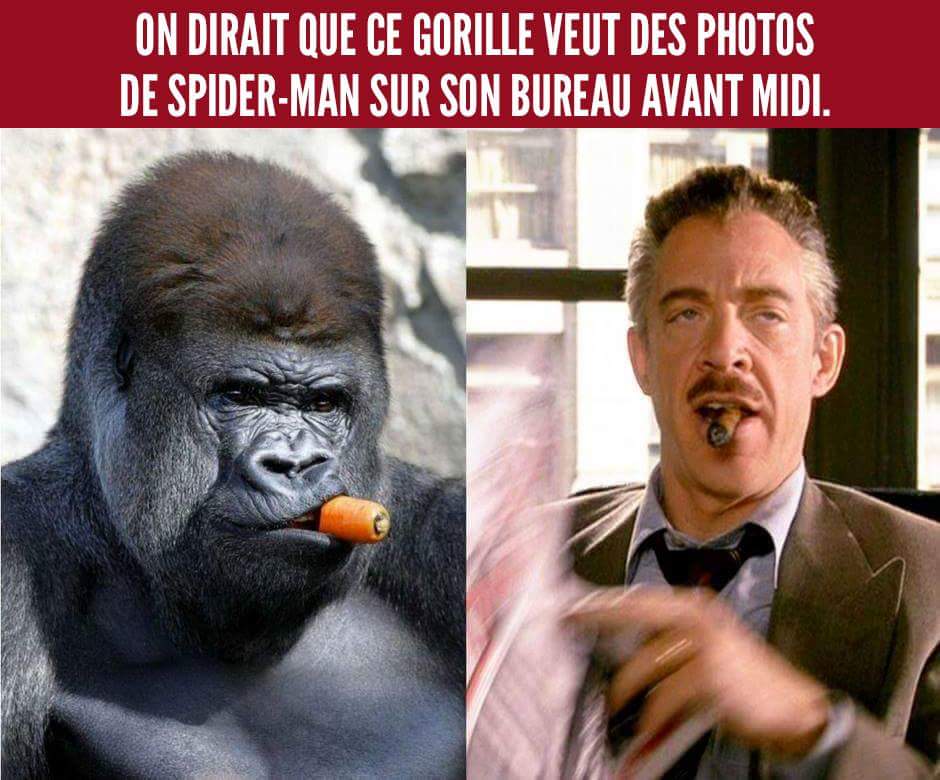 ON DIRAIT QUE CE GORILLE VEUT DES PHOTOS
DE SPIDER-MAN SUR SON BUREAU AVANT MIDI.